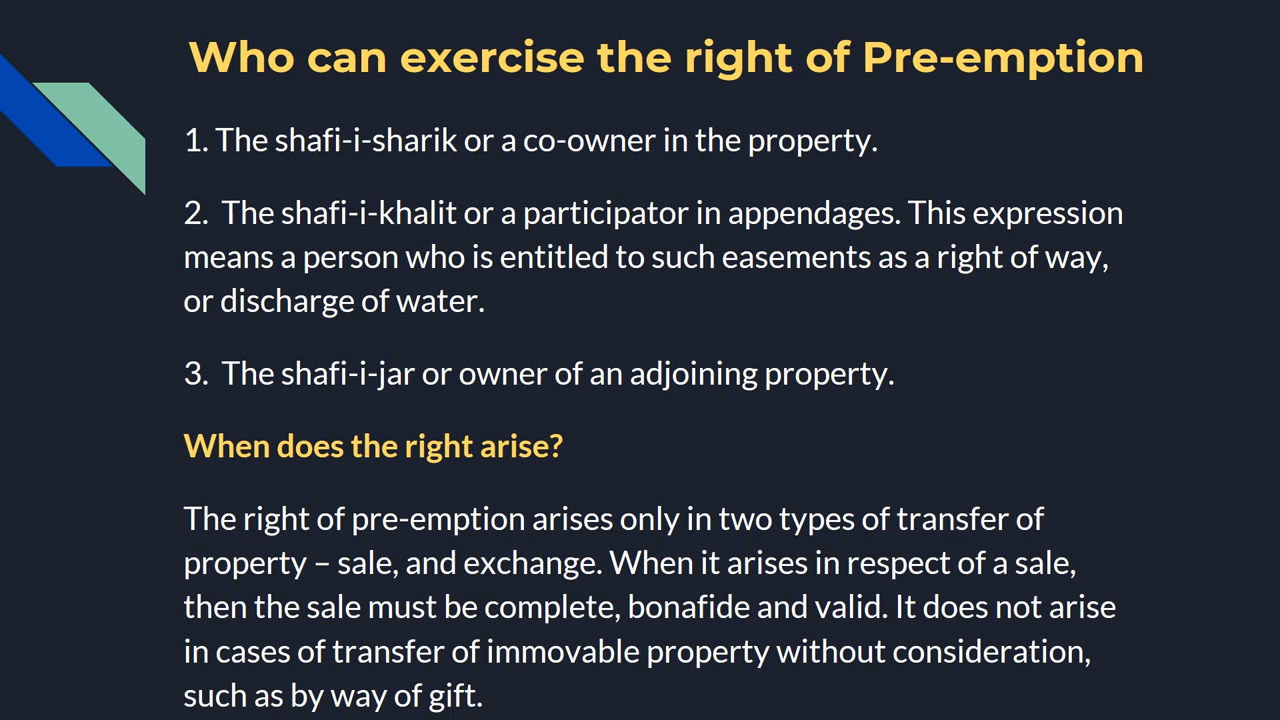 Who can exercise the right of Pre-emption
1. The shafi-i-sharik or a co-owner in the property.
2. The shafi-i-khalit or a participator in appendages. This expression
means a person who is entitled to such easements as a right of way,
or discharge of water.
3. The shafi-i-jar or owner of an adjoining property.
When does the right arise?
The right of pre-emption arises only in two types of transfer of
property – sale, and exchange. When it arises in respect of a sale,
then the sale must be complete, bonafide and valid. It does not arise
in cases of transfer of immovable property without consideration,
such as by way of gift.